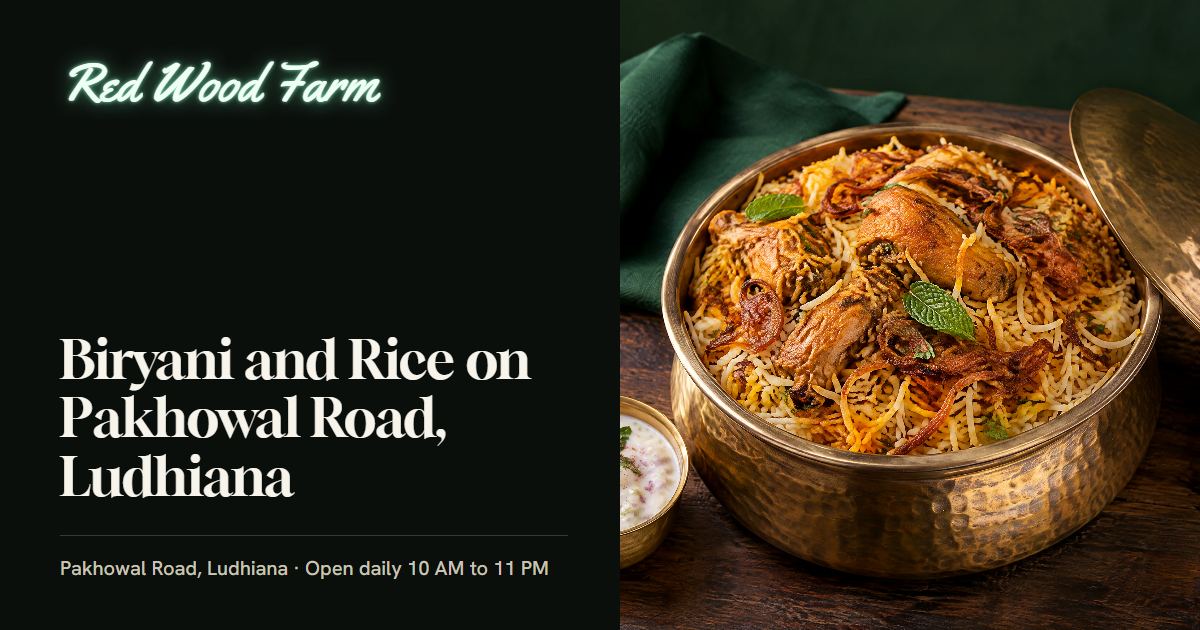 Red Wood Farm
Biryani and Rice on
Pakhowal Road,
Ludhiana
Pakhowal Road, Ludhiana · Open daily 10 AM to 11 PM